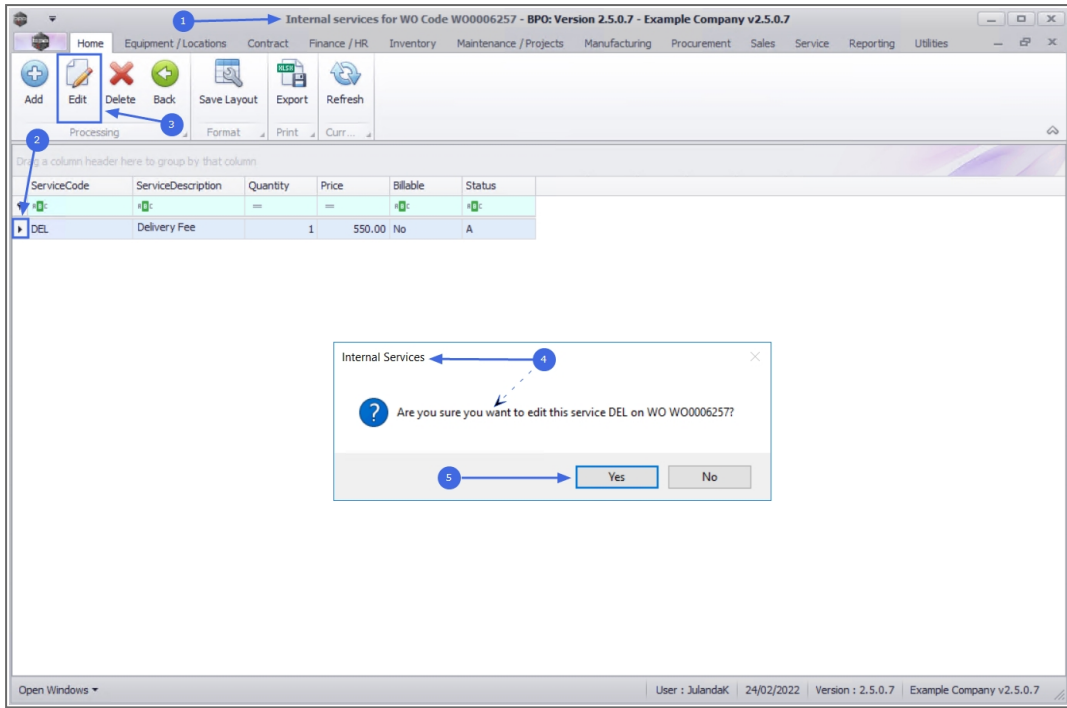 1
Internal services for WO Code WO0006257 - BPO: Version 2.5.0.7 - Example Company v2.5.0.7
Home Equipment / Locations Contract Finance / HR Inventory Maintenance / Projects Manufacturing Procurement Sales Service Reporting Utilities
Add Edit Delete Back Save Layout Export Refresh
3
Processing Format Print Curr...
2
Drag a column header here to group by that column
ServiceCode ServiceDescription Quantity Price Billable Status
= =
DEL Delivery Fee 1 550.00 No A
Internal Services
4
Are you sure you want to edit this service DEL on WO WO0006257?
5
Yes No
Open Windows User : JulandaK 24/02/2022 Version : 2.5.0.7 Example Company v2.5.0.7